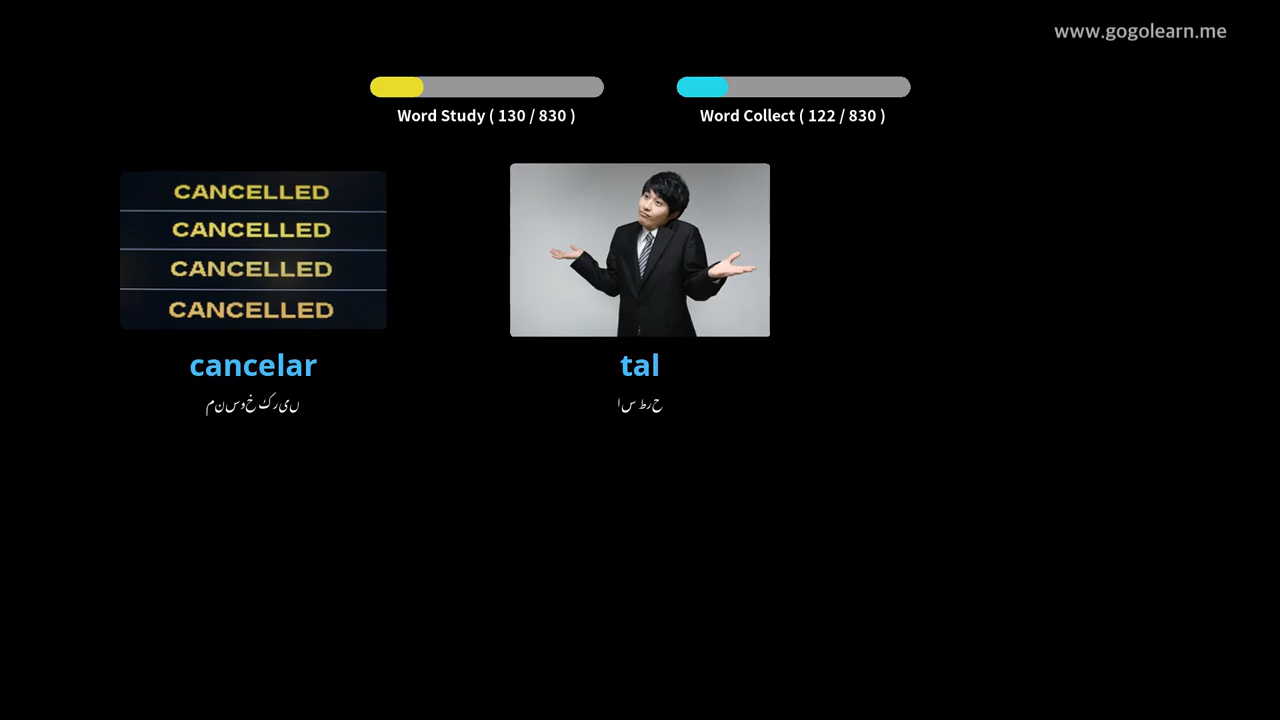 www.gogolearn.me
Word Study ( 130 / 830 )
Word Collect ( 122 / 830 )
CANCELLED
CANCELLED
CANCELLED
CANCELLED
cancelar
منسوخ کریں
tal
اس طرح